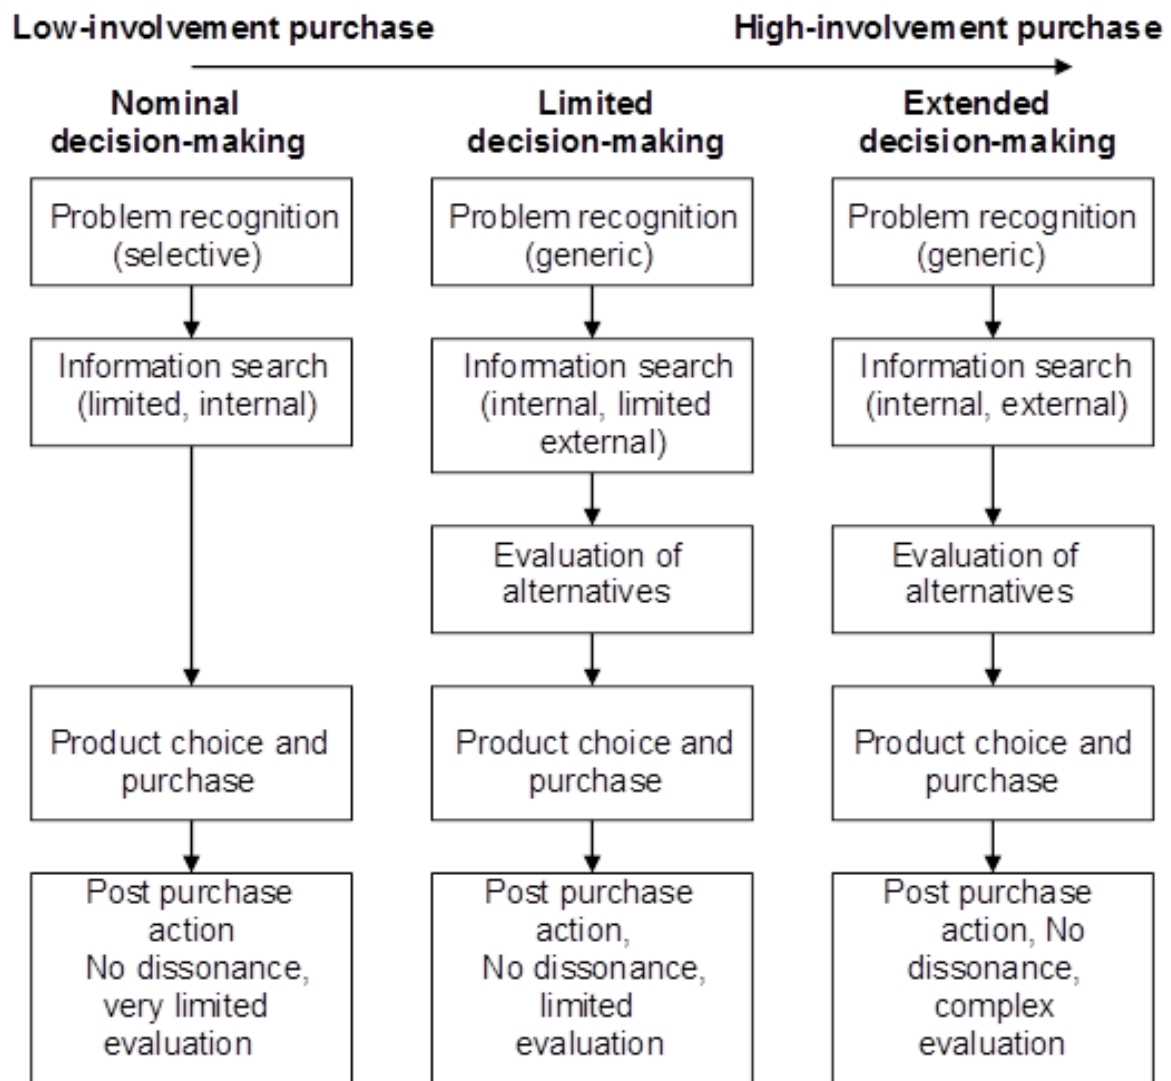 Low-involvement purchase
High-involvement purchase
Nominal
decision-making
Limited
decision-making
Extended
decision-making
Problem recognition
(selective)
Problem recognition
(generic)
Problem recognition
(generic)
Information search
(limited, internal)
Information search
(internal, limited
external)
Information search
(internal, external)
Evaluation of
alternatives
Evaluation of
alternatives
Product choice and
purchase
Product choice and
purchase
Product choice and
purchase
Post purchase
action
No dissonance,
very limited
evaluation
Post purchase
action,
No dissonance,
limited
evaluation
Post purchase
action, No
dissonance,
complex
evaluation